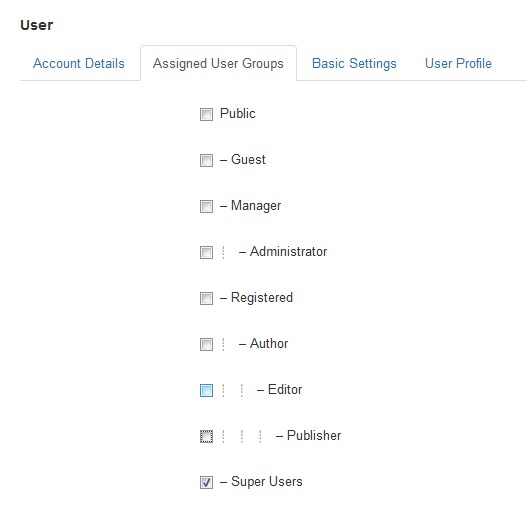 User
Account Details Assigned User Groups Basic Settings User Profile
Public
– Guest
– Manager
– Administrator
– Registered
– Author
– Editor
– Publisher
– Super Users